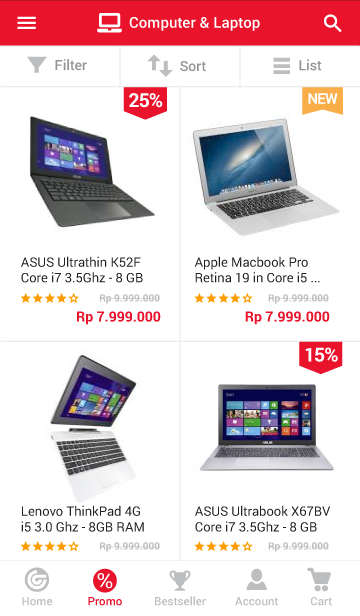 Computer & Laptop
Filter
Sort
List
25%
NEW
ASUS Ultrathin K52F
Core i7 3.5Ghz - 8 GB
Rp 9.999.000
Rp 7.999.000
Apple Macbook Pro
Retina 19 in Core i5 ...
Rp 9.999.000
Rp 7.999.000
15%
Lenovo ThinkPad 4G
i5 3.0 Ghz - 8GB RAM
Rp 9.999.000
ASUS Ultrabook X67BV
Core i7 3.5Ghz - 8 GB
Rp 9.999.000
Home
Promo
Bestseller
Account
Cart